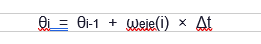 θi = θi-1 + ωeje(i) × Δt